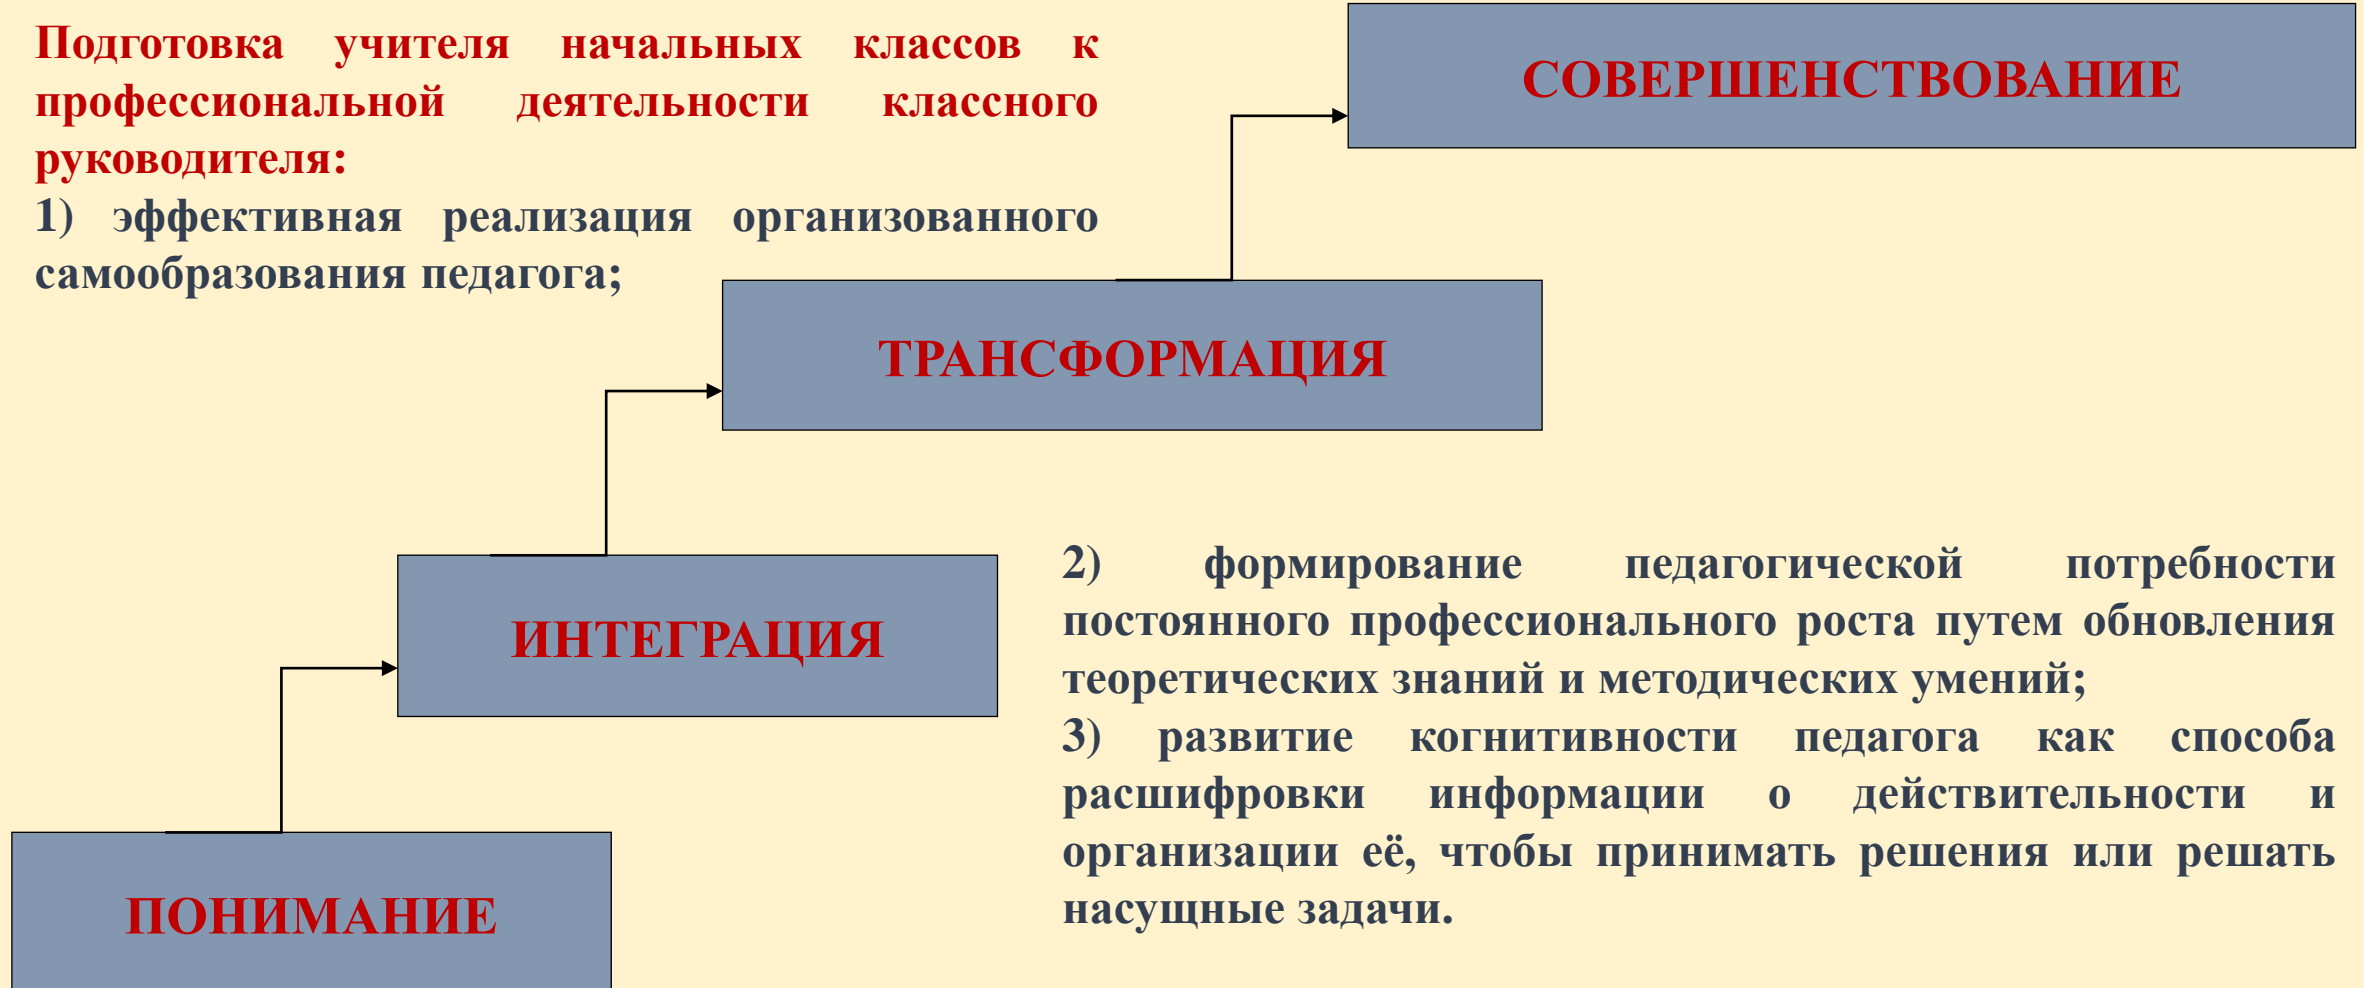 Подготовка учителя начальных классов к
профессиональной деятельности классного
руководителя:
1) эффективная реализация организованного
самообразования педагога;
СОВЕРШЕНСТВОВАНИЕ
ТРАНСФОРМАЦИЯ
ИНТЕГРАЦИЯ
ПОНИМАНИЕ
2) формирование педагогической потребности
постоянного профессионального роста путем обновления
теоретических знаний и методических умений;
3) развитие когнитивности педагога как способа
расшифровки информации о действительности и
организации её, чтобы принимать решения или решать
насущные задачи.